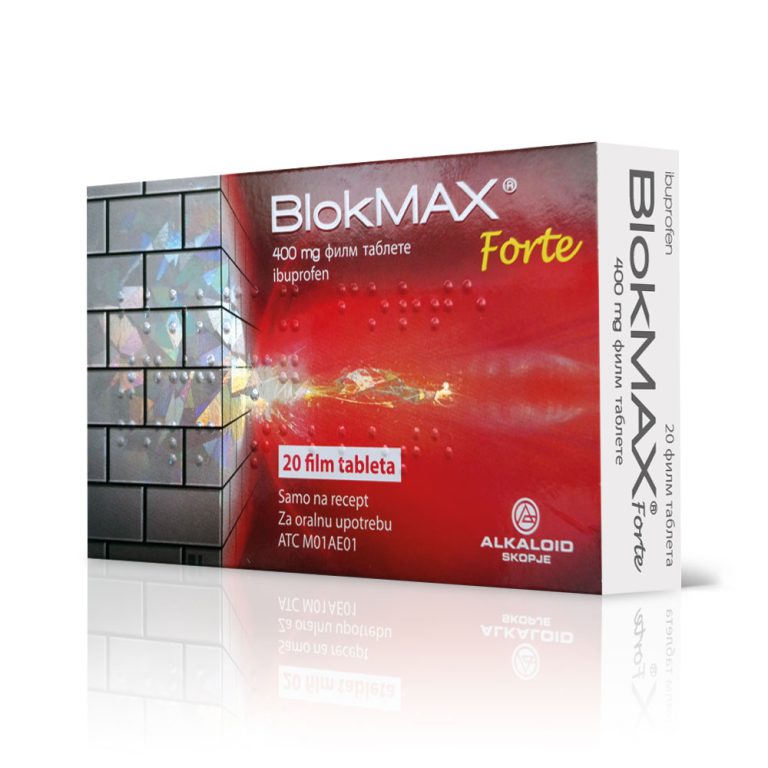 BlokMAX®
Forte
400 mg филм таблете
ibuprofen
20 film tableta
Samo na recept
Za oralnu upotrebu
ATC M01AE01
ALKALOID
SKOPJE
ibuprofen
BlokMAX® Forte
400 mg филм таблете
20 филм таблета